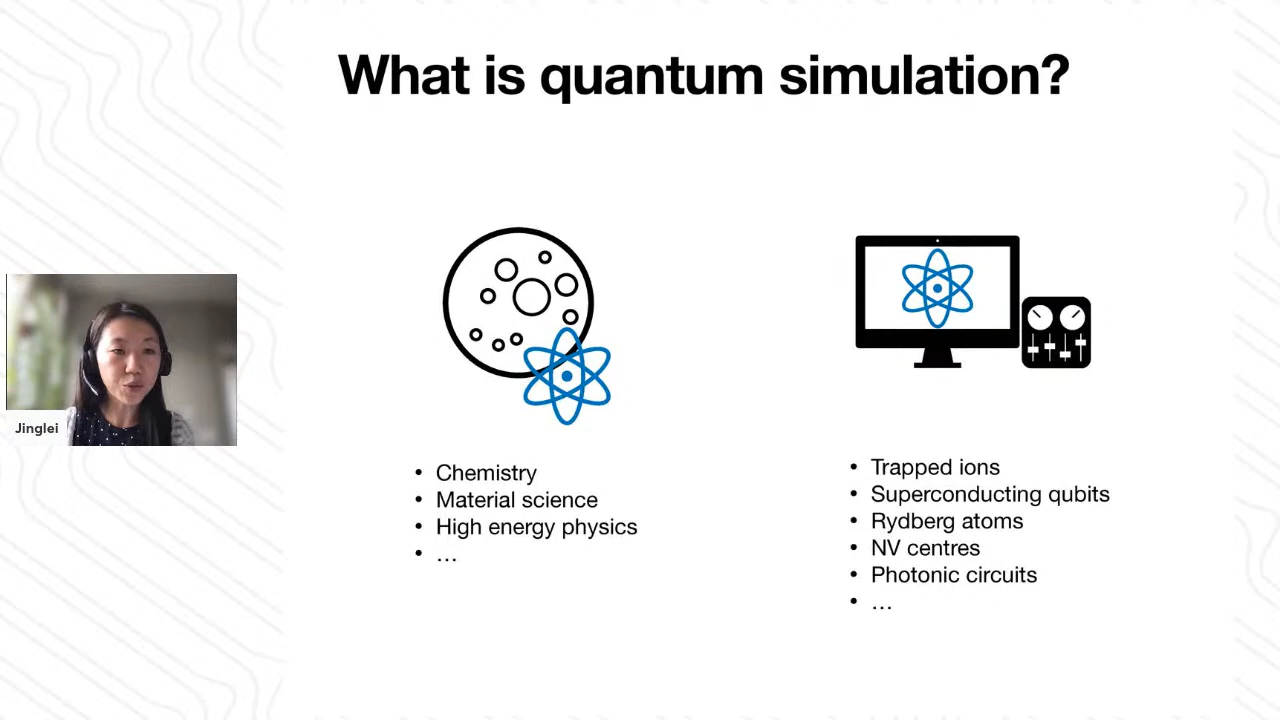 What is quantum simulation?
Jinglei
• Chemistry
• Material science
• High energy physics
• …
• Trapped ions
• Superconducting qubits
• Rydberg atoms
• NV centres
• Photonic circuits
• …